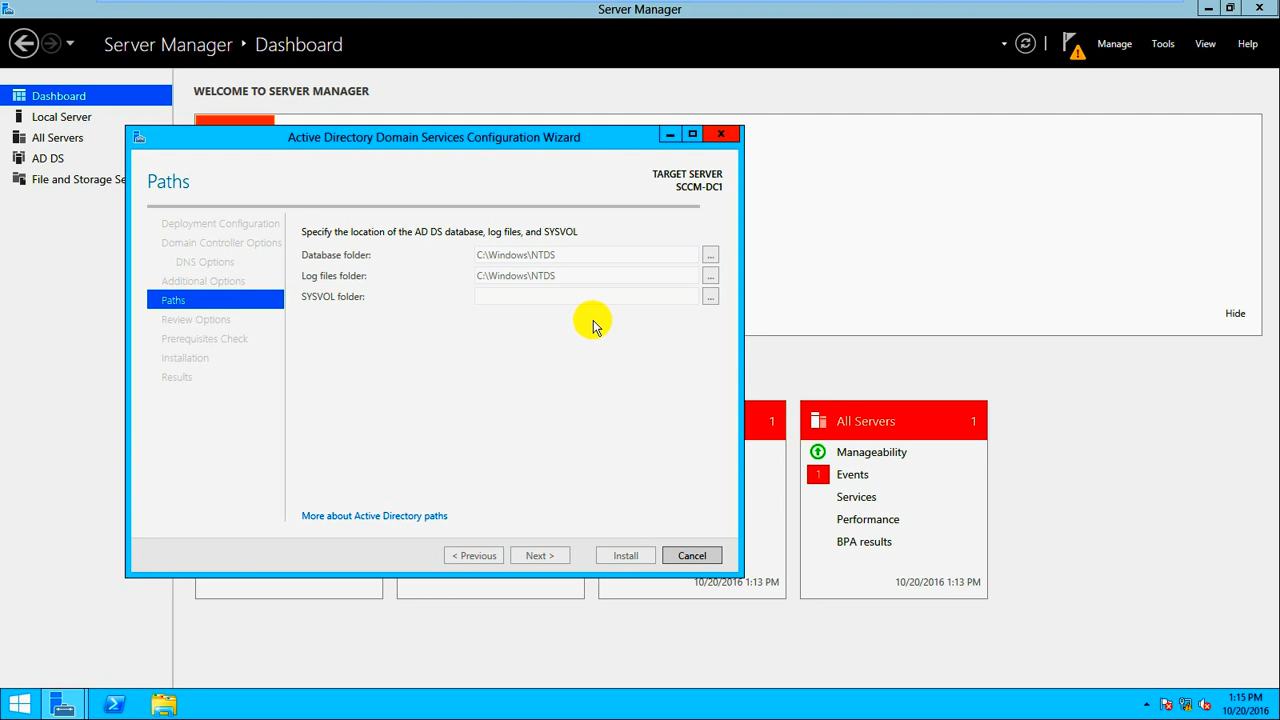 Server Manager
Server Manager ‣ Dashboard
Manage Tools View Help
Dashboard
Local Server
All Servers
AD DS
File and Storage Se
WELCOME TO SERVER MANAGER
Active Directory Domain Services Configuration Wizard
Paths
TARGET SERVER
SCCM-DC1
Deployment Configuration
Domain Controller Options
DNS Options
Additional Options
Paths
Review Options
Prerequisites Check
Installation
Results
Specify the location of the AD DS database, log files, and SYSVOL
Database folder: C:\Windows\NTDS ...
Log files folder: C:\Windows\NTDS ...
SYSVOL folder: ...
More about Active Directory paths
< Previous Next > Install Cancel
Hide
1
10/20/2016 1:13 PM
All Servers 1
Manageability
1 Events
Services
Performance
BPA results
10/20/2016 1:13 PM
1:15 PM
10/20/2016